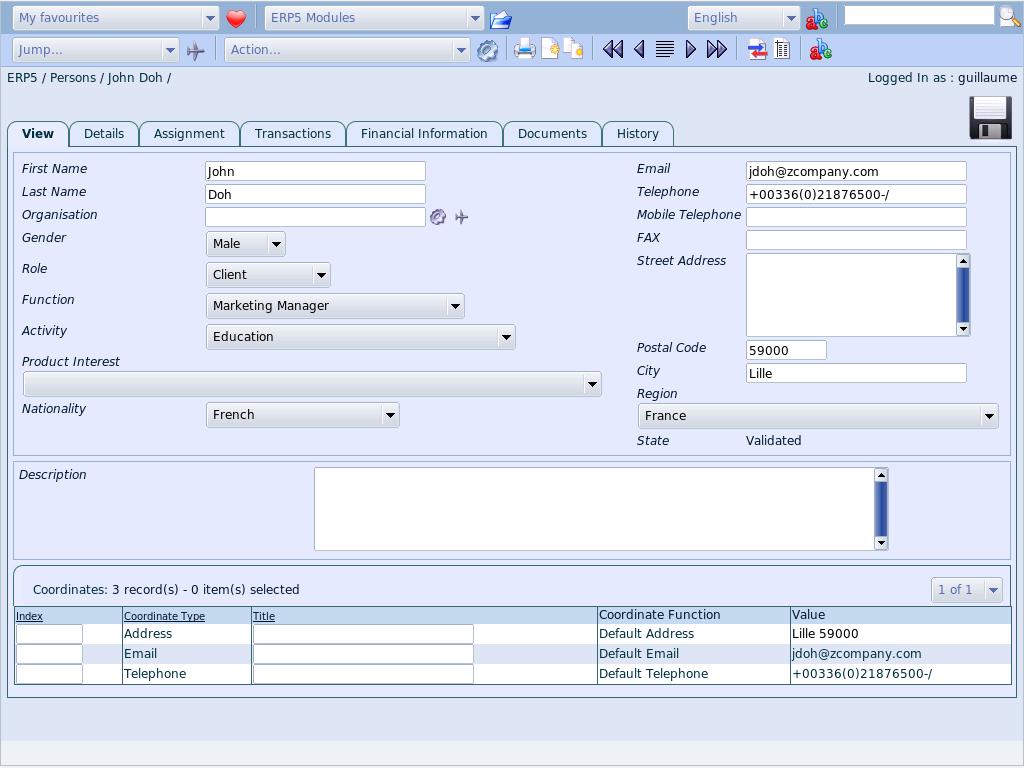 My favourites ERP5 Modules English
Jump... Action...
ERP5 / Persons / John Doh / Logged In as : guillaume
View Details Assignment Transactions Financial Information Documents History
First Name John
Last Name Doh
Organisation
Gender Male
Role Client
Function Marketing Manager
Activity Education
Product Interest
Nationality French
Email jdoh@zcompany.com
Telephone +00336(0)21876500-/
Mobile Telephone
FAX
Street Address
Postal Code 59000
City Lille
Region
France
State Validated
Description
Coordinates: 3 record(s) - 0 item(s) selected 1 of 1
Index Coordinate Type Title Coordinate Function Value
Address Default Address Lille 59000
Email Default Email jdoh@zcompany.com
Telephone Default Telephone +00336(0)21876500-/